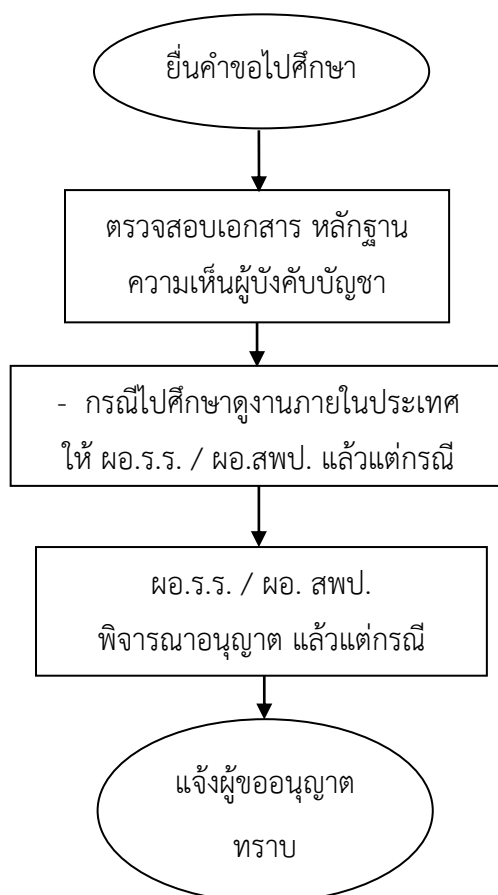 ยื่นคำขอไปศึกษา
ตรวจสอบเอกสาร หลักฐาน
ความเห็นผู้บังคับบัญชา
- กรณีไปศึกษาดูงานภายในประเทศ
ให้ ผอ.ร.ร. / ผอ.สพป. แล้วแต่กรณี
ผอ.ร.ร. / ผอ. สพป.
พิจารณาอนุญาต แล้วแต่กรณี
แจ้งผู้ขออนุญาต
ทราบ